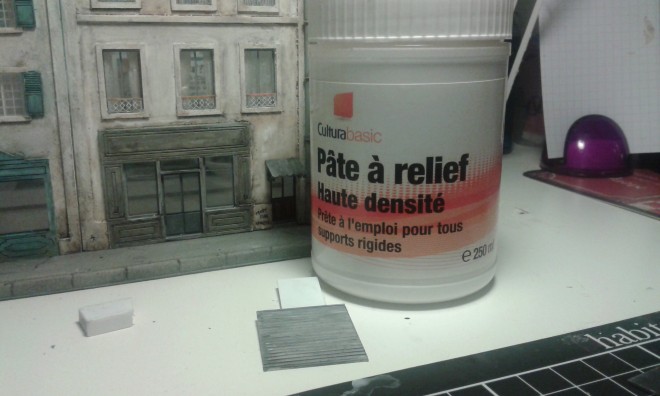 Culturabasic
Pâte à relief
Haute densité
Prête à l'emploi pour tous
supports rigides
℮ 250 ml
habit